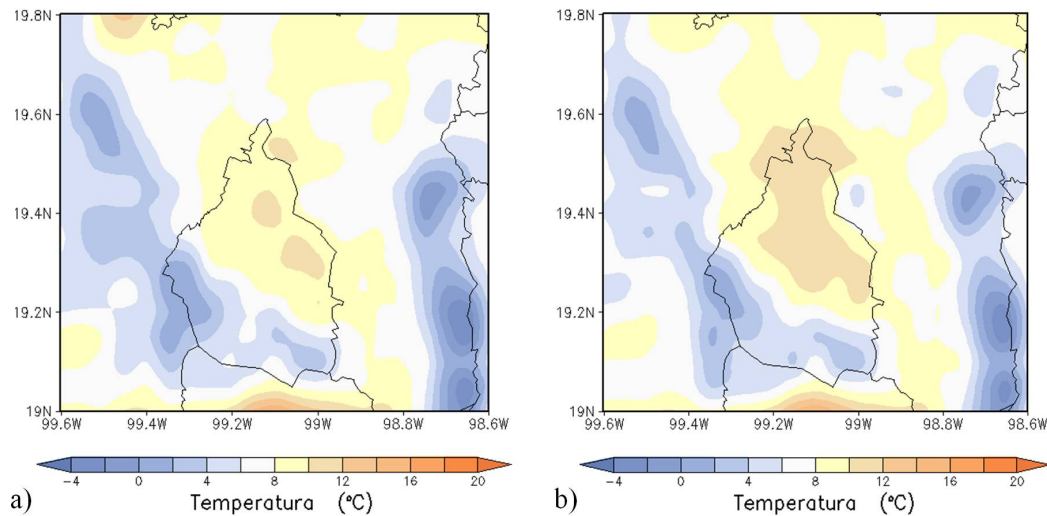 19.8N
19.6N
19.4N
19.2N
19N
99.6W 99.4W 99.2W 99W 98.8W 98.6W
-4 0 4 8 12 16 20
a) Temperatura (°C)
19.8N
19.6N
19.4N
19.2N
19N
99.6W 99.4W 99.2W 99W 98.8W 98.6W
-4 0 4 8 12 16 20
b) Temperatura (°C)